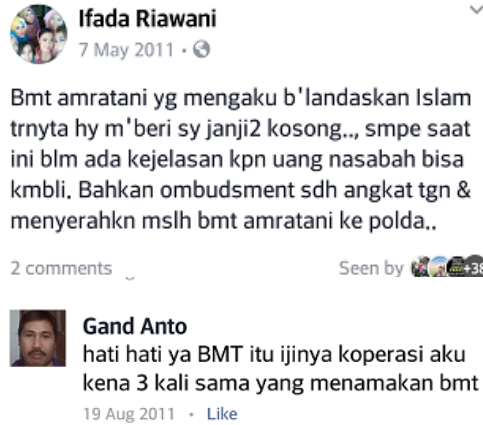 Ifada Riawani
7 May 2011 •
Bmt amratani yg mengaku b'landaskan Islam
trnyta hy m'beri sy janji2 kosong.., smpe saat
ini blm ada kejelasan kpn uang nasabah bisa
kmbli. Bahkan ombudsment sdh angkat tgn &
menyerahkn mslh bmt amratani ke polda..
2 comments
Seen by +38
Gand Anto
hati hati ya BMT itu ijinya koperasi aku
kena 3 kali sama yang menamakan bmt
19 Aug 2011 • Like